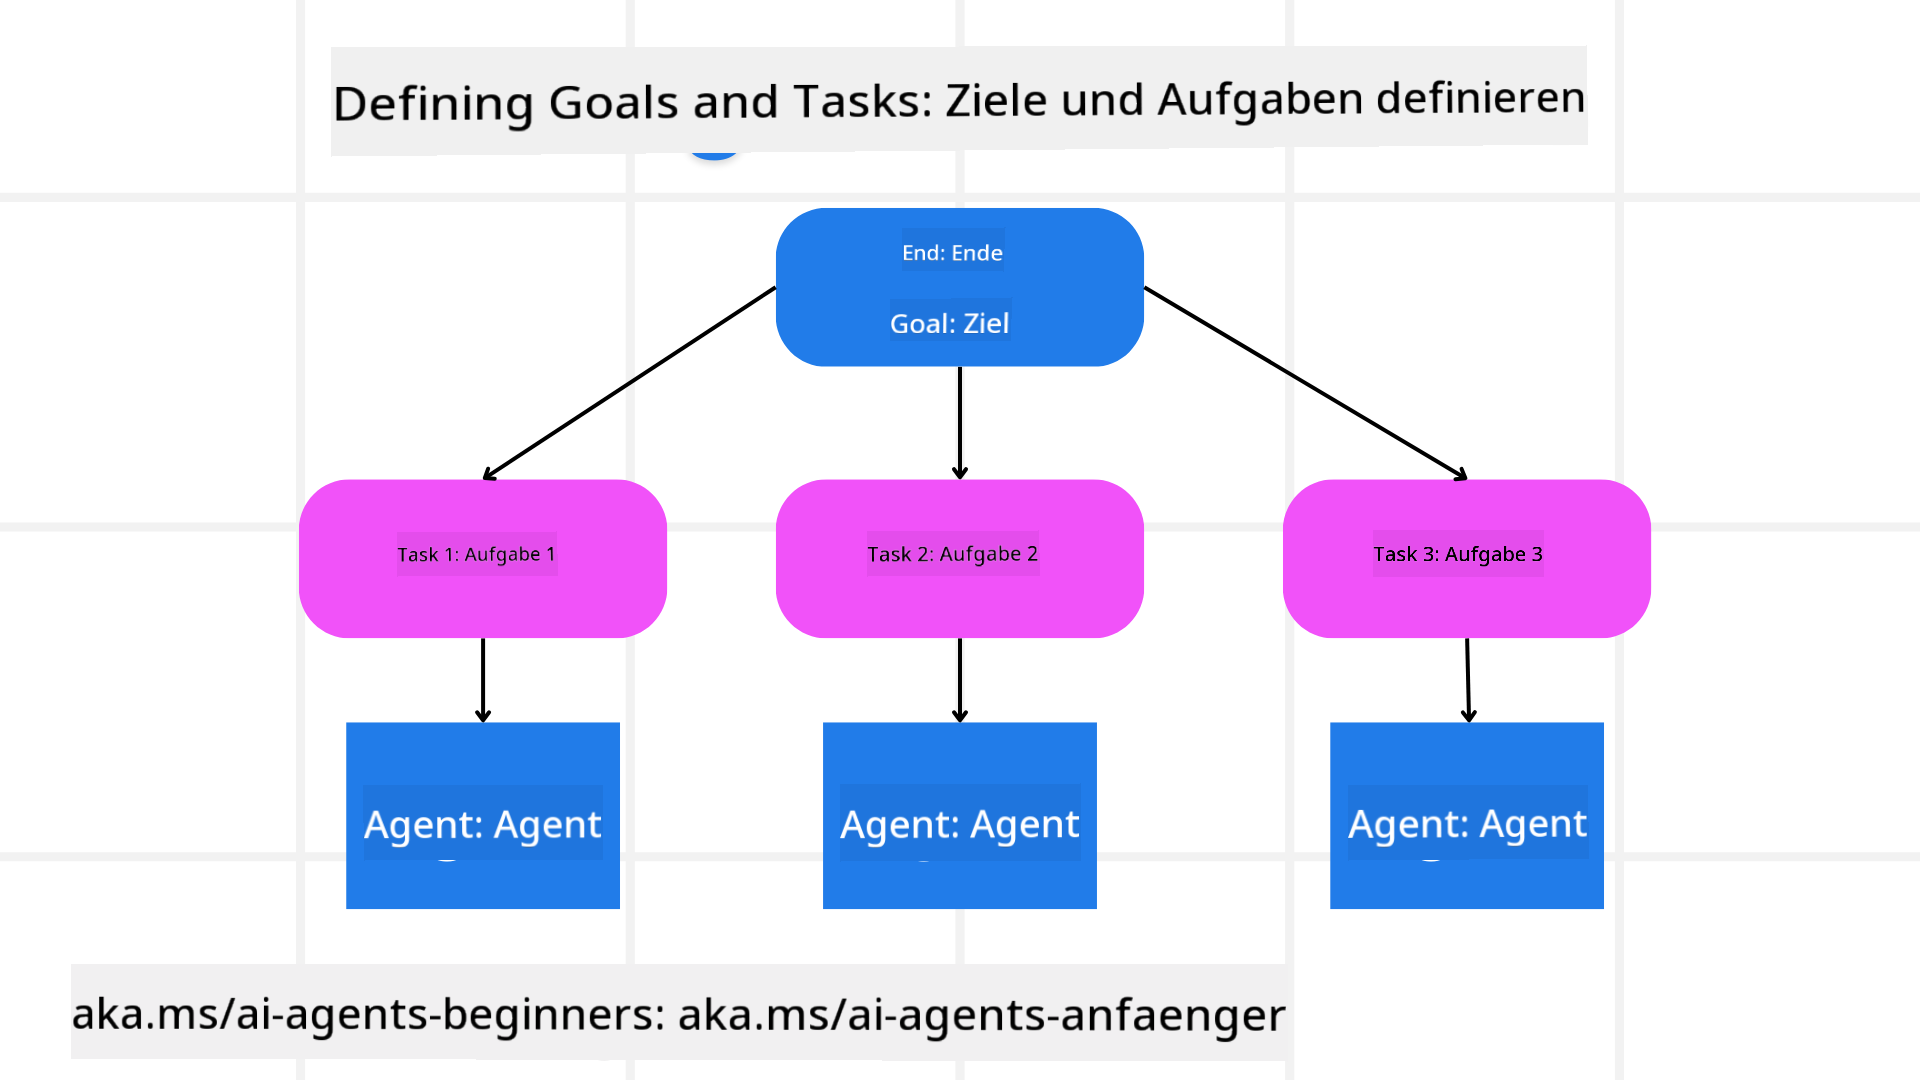 Defining Goals and Tasks: Ziele und Aufgaben definieren
End: Ende
Goal: Ziel
Task 1: Aufgabe 1
Task 2: Aufgabe 2
Task 3: Aufgabe 3
Agent: Agent
Agent: Agent
Agent: Agent
aka.ms/ai-agents-beginners: aka.ms/ai-agents-anfaenger